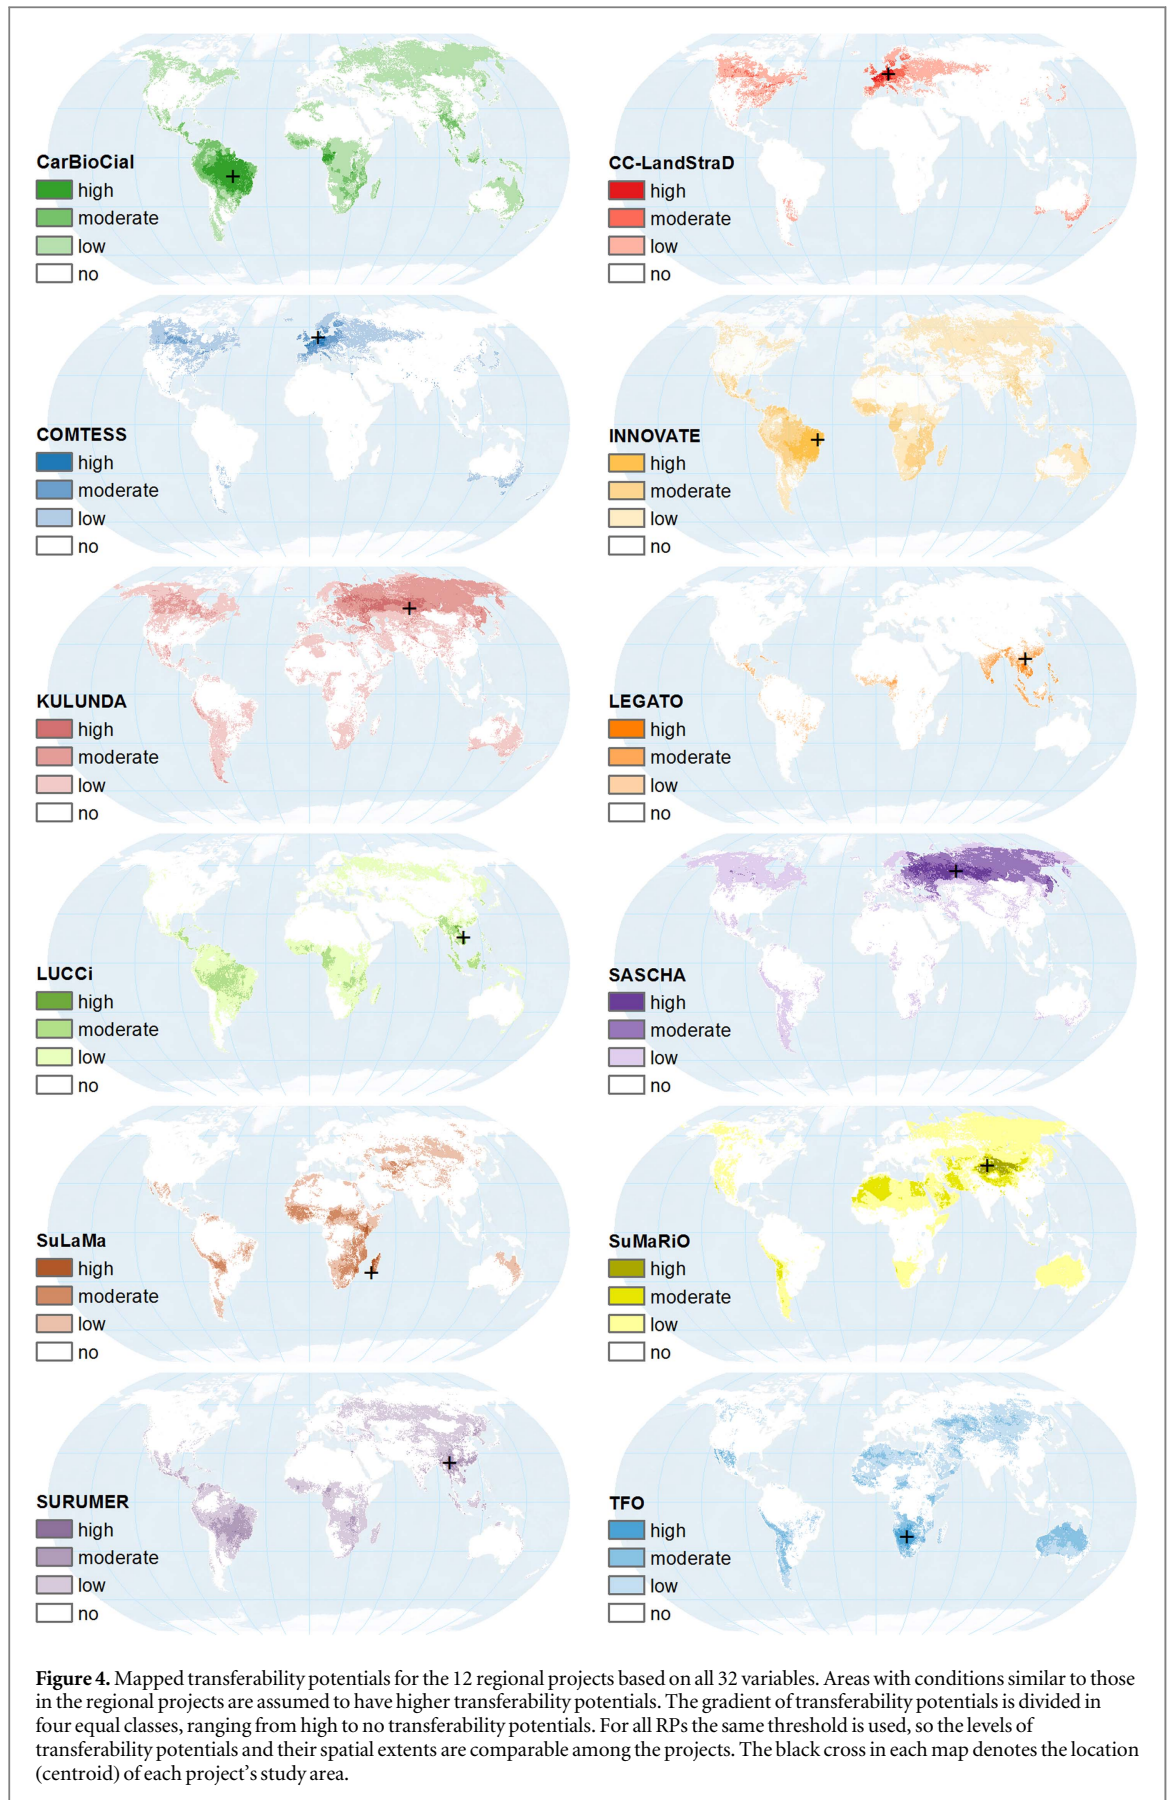 CarBioCial
high
moderate
low
no
CC-LandStraD
high
moderate
low
no
COMTESS
high
moderate
low
no
INNOVATE
high
moderate
low
no
KULUNDA
high
moderate
low
no
LEGATO
high
moderate
low
no
LUCCi
high
moderate
low
no
SASCHA
high
moderate
low
no
SuLaMa
high
moderate
low
no
SuMaRiO
high
moderate
low
no
SURUMER
high
moderate
low
no
TFO
high
moderate
low
no
Figure 4. Mapped transferability potentials for the 12 regional projects based on all 32 variables. Areas with conditions similar to those
in the regional projects are assumed to have higher transferability potentials. The gradient of transferability potentials is divided in
four equal classes, ranging from high to no transferability potentials. For all RPs the same threshold is used, so the levels of
transferability potentials and their spatial extents are comparable among the projects. The black cross in each map denotes the location
(centroid) of each project's study area.